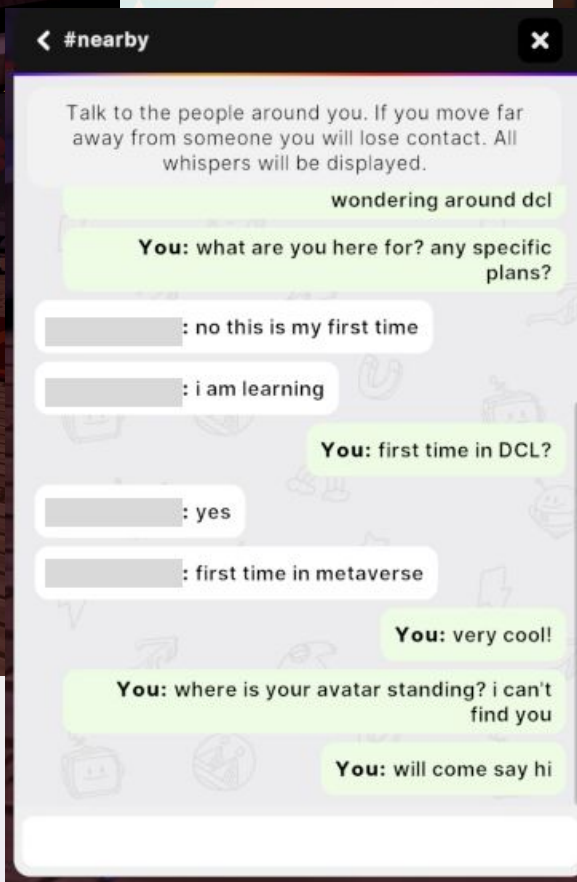 #nearby
Talk to the people around you. If you move far
away from someone you will lose contact. All
whispers will be displayed.
wondering around dcl
You: what are you here for? any specific
plans?
: no this is my first time
: i am learning
You: first time in DCL?
: yes
: first time in metaverse
You: very cool!
You: where is your avatar standing? i can't
find you
You: will come say hi